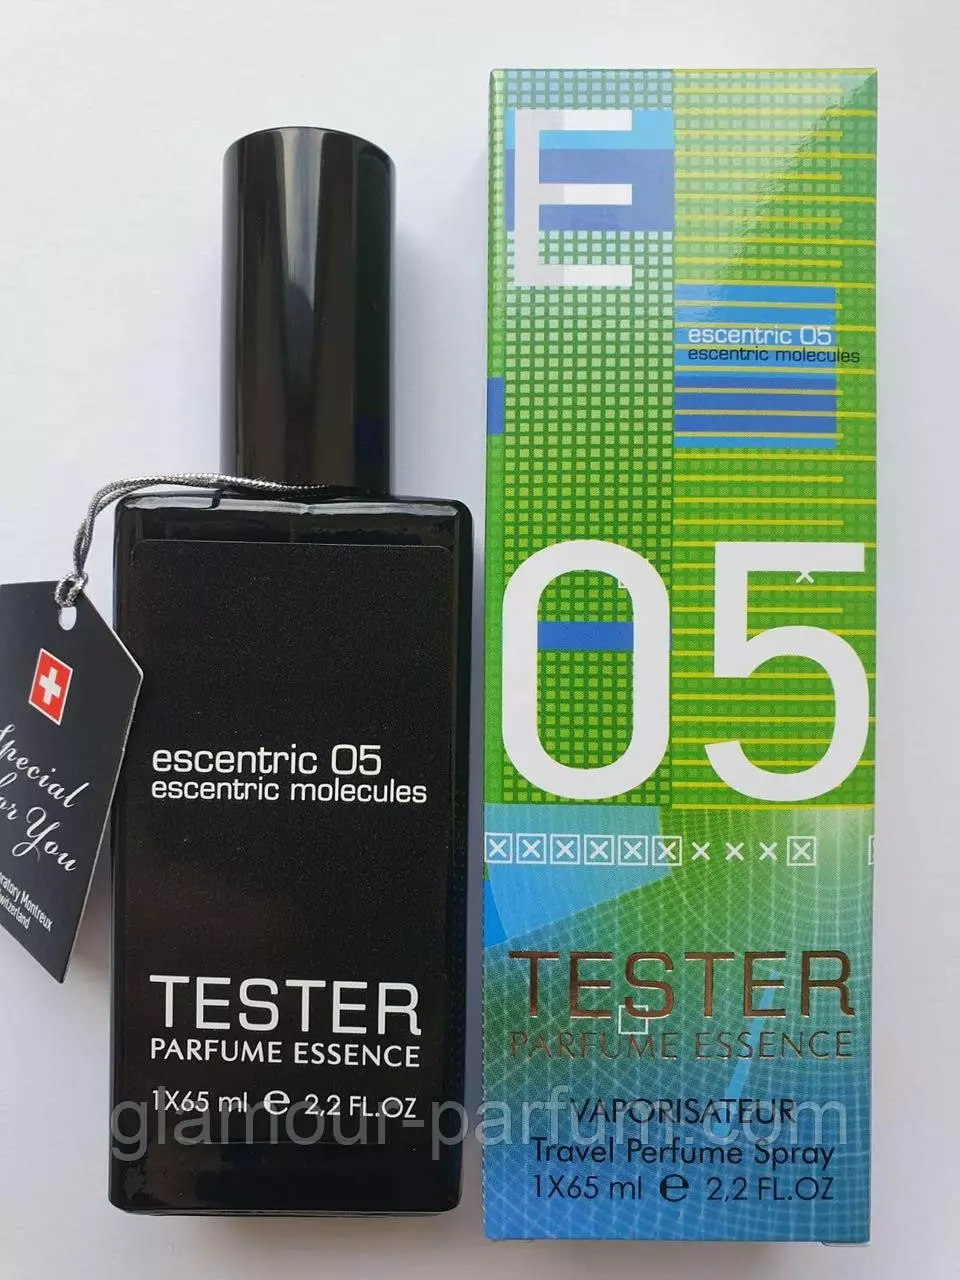 Special
for You
Laboratory Montreux
Switzerland
escentric 05
escentric molecules
TESTER
PARFUME ESSENCE
1X65 ml e 2,2 FL.OZ
E
escentric 05
escentric molecules
05
TESTER
PARFUME ESSENCE
VAPORISATEUR
Travel Perfume Spray
1X65 ml e 2,2 FL.OZ
glamour-parfum.com